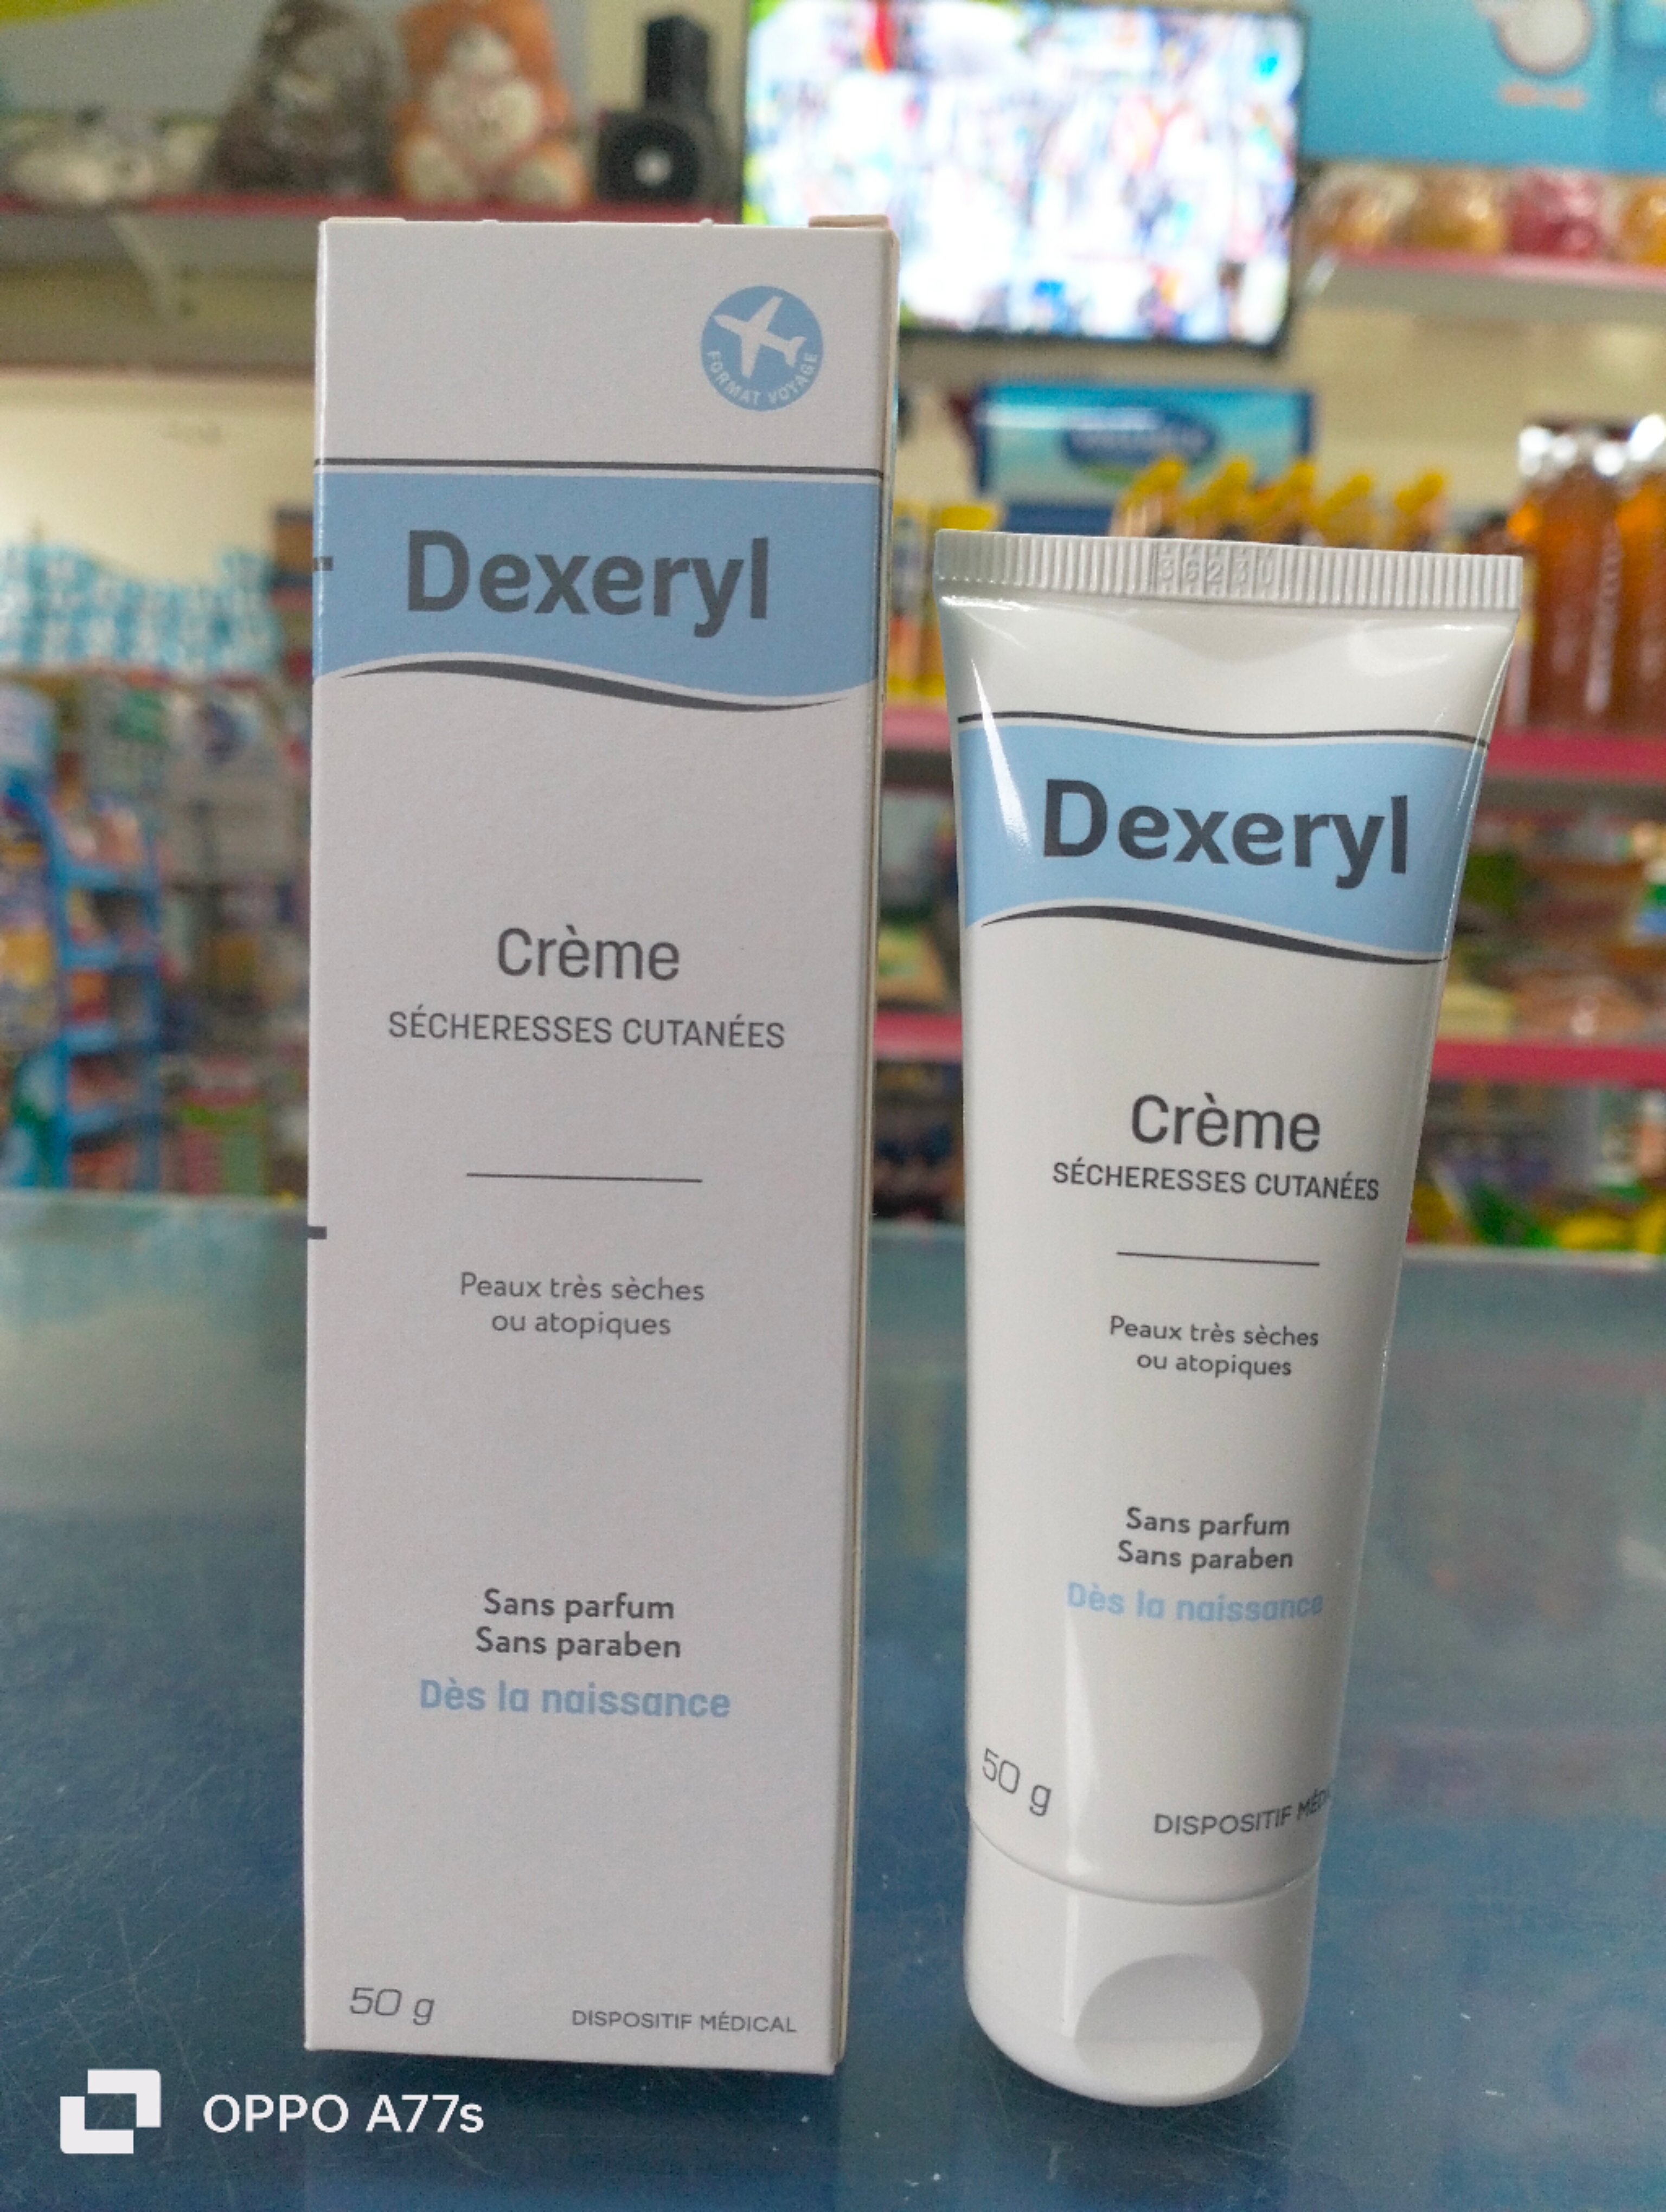 FORMAT VOYAGE
Dexeryl
Crème
SÉCHERESSES CUTANÉES
Peaux très sèches
ou atopiques
Sans parfum
Sans paraben
Dès la naissance
50 g
DISPOSITIF MÉDICAL
36230
Dexeryl
Crème
SÉCHERESSES CUTANÉES
Peaux très sèches
ou atopiques
Sans parfum
Sans paraben
Dès la naissance
50 g
DISPOSITIF MÉD
OPPO A77s